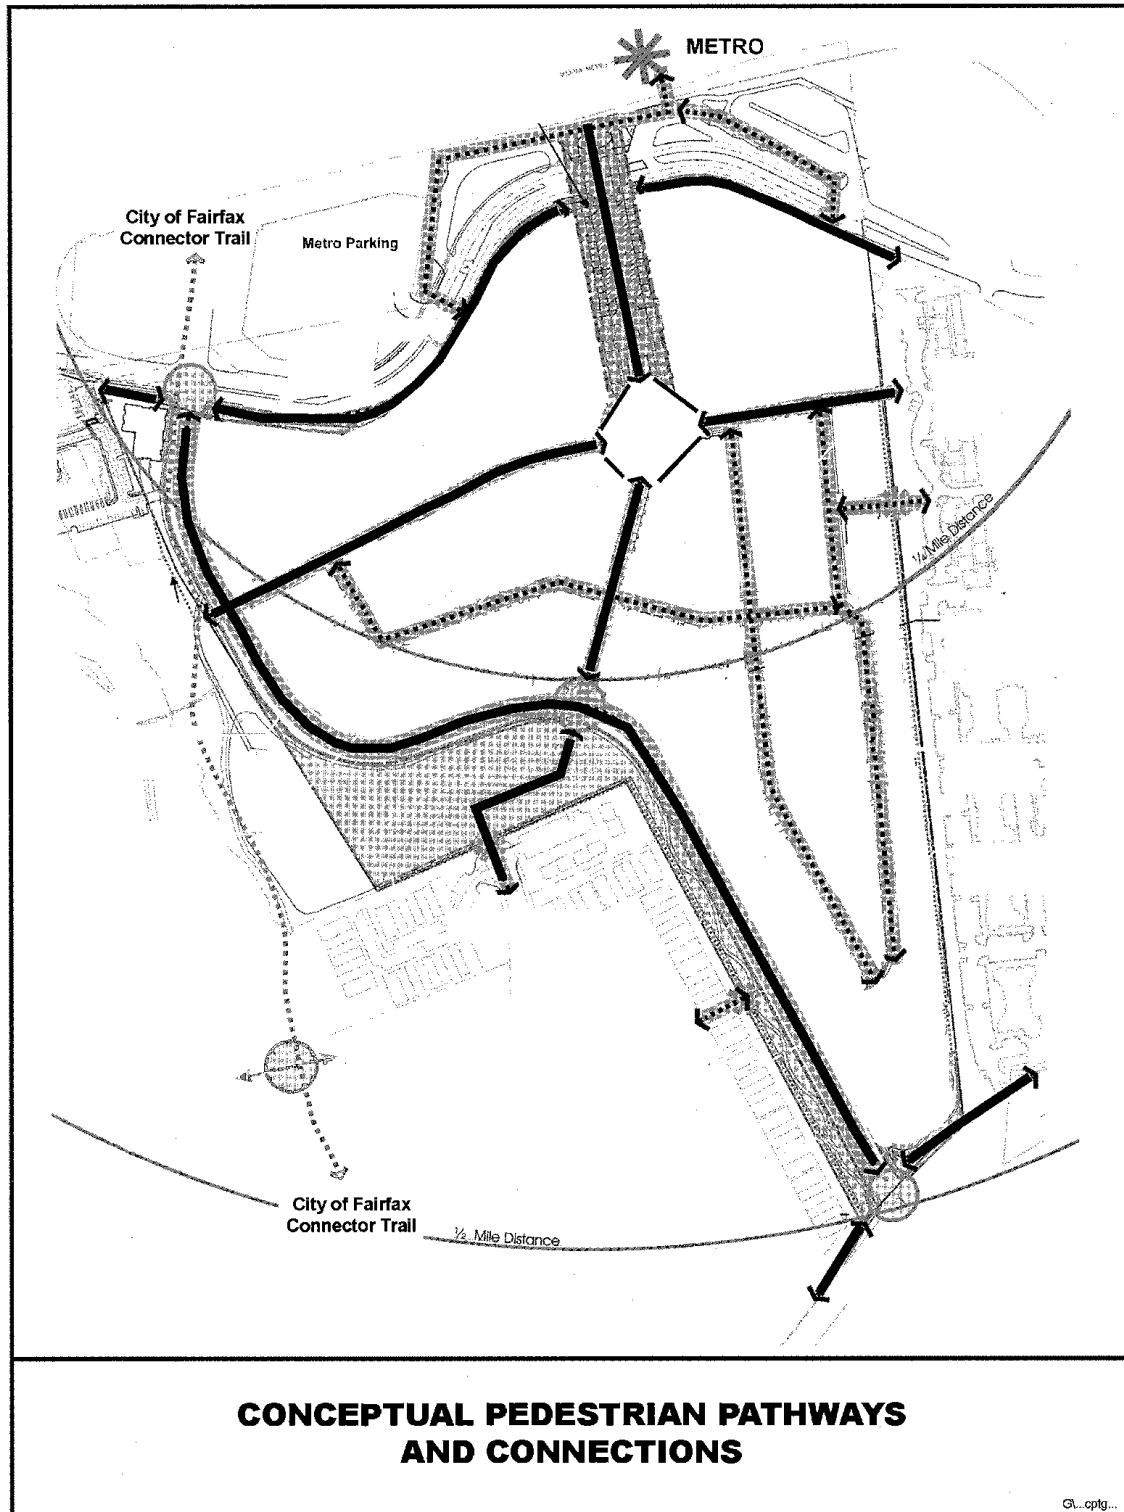 METRO
City of Fairfax
Connector Trail
Metro Parking
¼ Mile Distance
City of Fairfax
Connector Trail
½ Mile Distance
CONCEPTUAL PEDESTRIAN PATHWAYS
AND CONNECTIONS